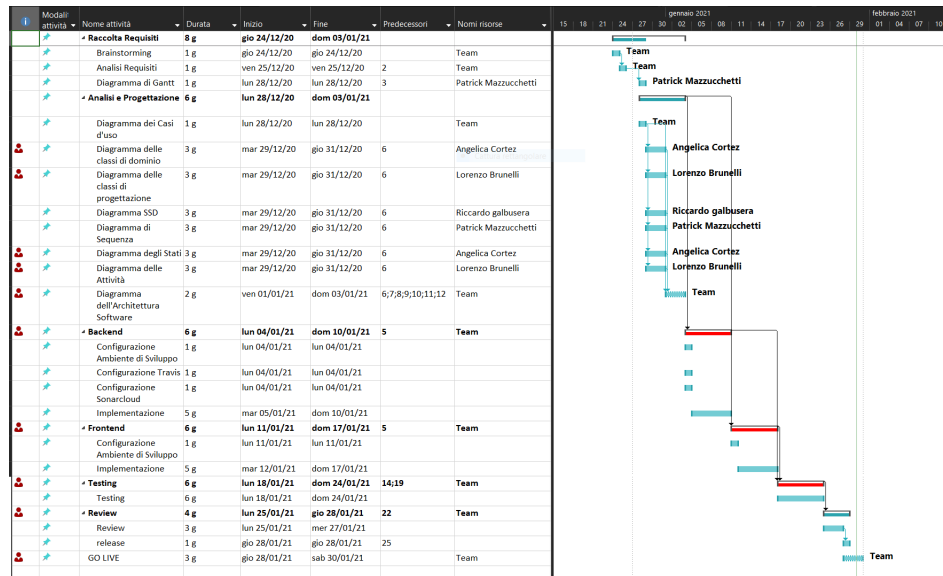 Modalità attività Nome attività Durata Inizio Fine Predecessori Nomi risorse
gennaio 2021 febbraio 2021
15 18 21 24 27 30 02 05 08 11 14 17 20 23 26 29 01 04 07 10
Raccolta Requisiti 8 g gio 24/12/20 dom 03/01/21
Brainstorming 1 g gio 24/12/20 gio 24/12/20 Team Team
Analisi Requisiti 1 g ven 25/12/20 ven 25/12/20 2 Team Team
Diagramma di Gantt 1 g lun 28/12/20 lun 28/12/20 3 Patrick Mazzucchetti Patrick Mazzucchetti
Analisi e Progettazione 6 g lun 28/12/20 dom 03/01/21
Diagramma dei Casi 1 g lun 28/12/20 lun 28/12/20 Team Team
d'uso
Diagramma delle 3 g mar 29/12/20 gio 31/12/20 6 Angelica Cortez Angelica Cortez
classi di dominio
Diagramma delle 3 g mar 29/12/20 gio 31/12/20 6 Lorenzo Brunelli Lorenzo Brunelli
classi di
progettazione
Diagramma SSD 3 g mar 29/12/20 gio 31/12/20 6 Riccardo galbusera Riccardo galbusera
Diagramma di 3 g mar 29/12/20 gio 31/12/20 6 Patrick Mazzucchetti Patrick Mazzucchetti
Sequenza
Diagramma degli Stati 3 g mar 29/12/20 gio 31/12/20 6 Angelica Cortez Angelica Cortez
Diagramma delle 3 g mar 29/12/20 gio 31/12/20 6 Lorenzo Brunelli Lorenzo Brunelli
Attività
Diagramma 2 g ven 01/01/21 dom 03/01/21 6;7;8;9;10;11;12 Team Team
dell'Architettura
Software
Backend 6 g lun 04/01/21 dom 10/01/21 5 Team
Configurazione 1 g lun 04/01/21 lun 04/01/21
Ambiente di Sviluppo
Configurazione Travis 1 g lun 04/01/21 lun 04/01/21
Configurazione 1 g lun 04/01/21 lun 04/01/21
Sonarcloud
Implementazione 5 g mar 05/01/21 dom 10/01/21
Frontend 6 g lun 11/01/21 dom 17/01/21 5 Team
Configurazione 1 g lun 11/01/21 lun 11/01/21
Ambiente di Sviluppo
Implementazione 5 g mar 12/01/21 dom 17/01/21
Testing 6 g lun 18/01/21 dom 24/01/21 14;19 Team
Testing 6 g lun 18/01/21 dom 24/01/21
Review 4 g lun 25/01/21 gio 28/01/21 22 Team
Review 3 g lun 25/01/21 mer 27/01/21
release 1 g gio 28/01/21 gio 28/01/21 25
GO LIVE 3 g gio 28/01/21 sab 30/01/21 Team Team